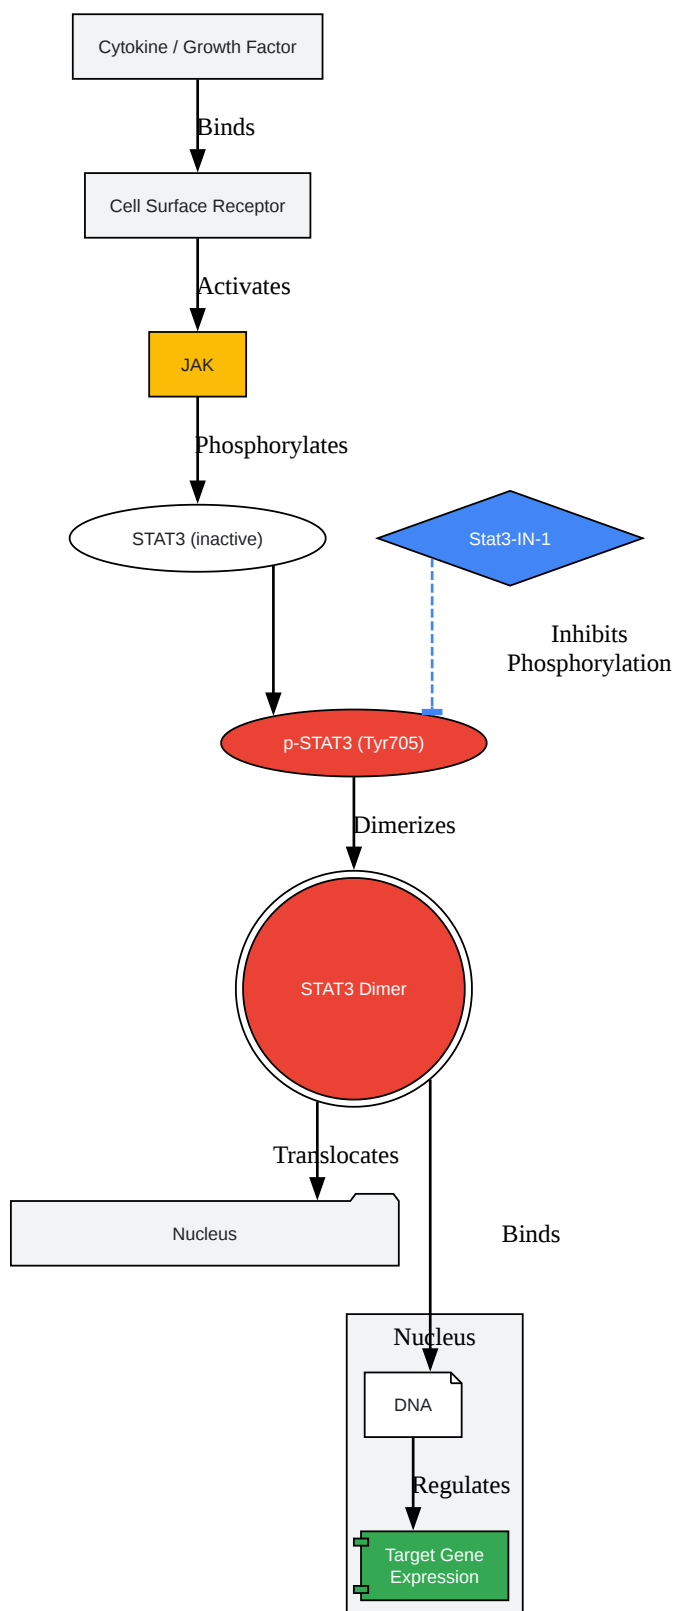 Cytokine / Growth Factor
Binds
Cell Surface Receptor
Activates
JAK
Phosphorylates
STAT3 (inactive)
Stat3-IN-1
Inhibits
Phosphorylation
p-STAT3 (Tyr705)
Dimerizes
STAT3 Dimer
Translocates
Nucleus
Binds
Nucleus
DNA
Regulates
Target Gene
Expression